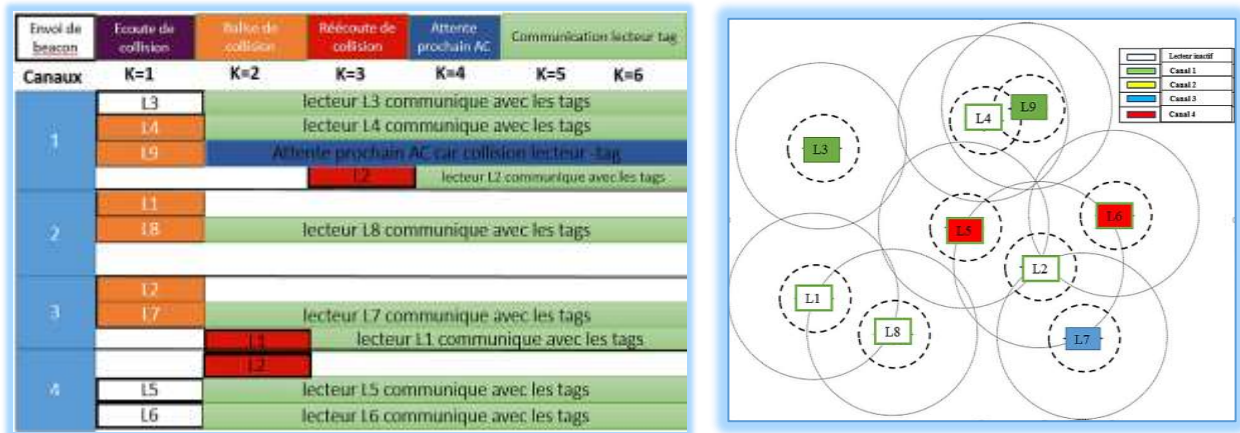 Envoi de beacon
Ecoute de collision
Balise de collision
Réécoute de collision
Attente prochain AC
Communication lecteur tag
Canaux K=1 K=2 K=3 K=4 K=5 K=6
1
L3 lecteur L3 communique avec les tags
L4 lecteur L4 communique avec les tags
L9 Attente prochain AC car collision lecteur -tag
L2 lecteur L2 communique avec les tags
2
L1
L8 lecteur L8 communique avec les tags
3
L2
L7 lecteur L7 communique avec les tags
L1 lecteur L1 communique avec les tags
4
L2
L5 lecteur L5 communique avec les tags
L6 lecteur L6 communique avec les tags
Lecteur inactif
Canal 1
Canal 2
Canal 3
Canal 4
L9
L4
L3
L6
L5
L2
L1
L8
L7